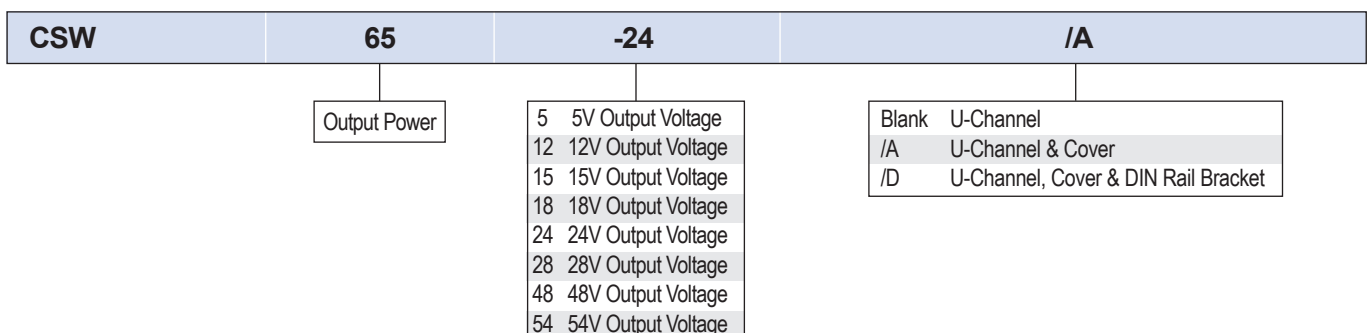 CSW 65 -24 /A
Output Power
5 5V Output Voltage
12 12V Output Voltage
15 15V Output Voltage
18 18V Output Voltage
24 24V Output Voltage
28 28V Output Voltage
48 48V Output Voltage
54 54V Output Voltage
Blank U-Channel
/A U-Channel & Cover
/D U-Channel, Cover & DIN Rail Bracket